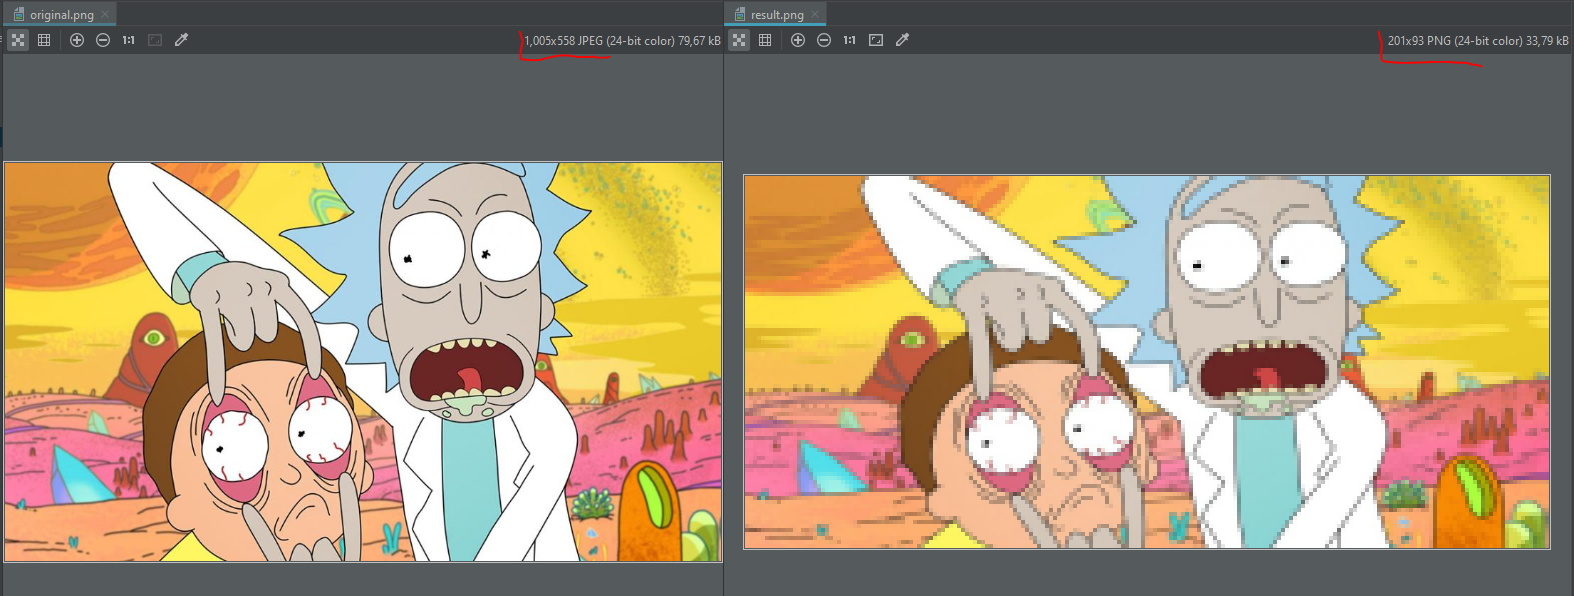 original.png
result.png
1:1
1,005x558 JPEG (24-bit color) 79,67 kB
1:1
201x93 PNG (24-bit color) 33,79 kB